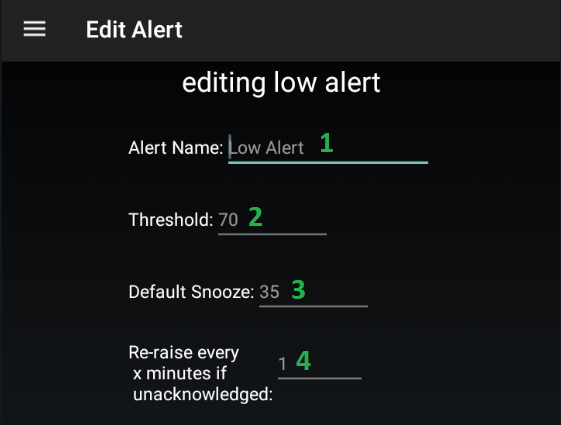 Edit Alert
editing low alert
Alert Name: Low Alert 1
Threshold: 70 2
Default Snooze: 35 3
Re-raise every
x minutes if 1 4
unacknowledged: